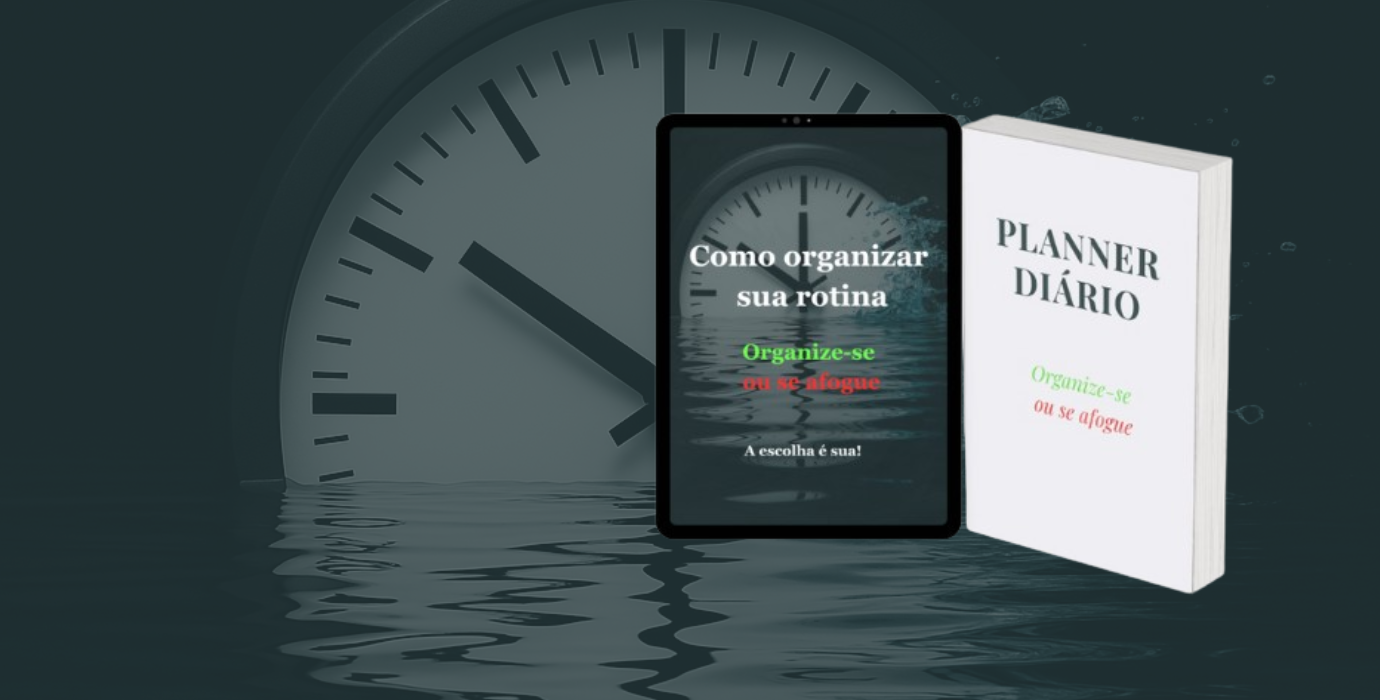 Como organizar
sua rotina
Organize-se
ou se afogue
A escolha é sua!
PLANNER
DIÁRIO
Organize-se
ou se afogue